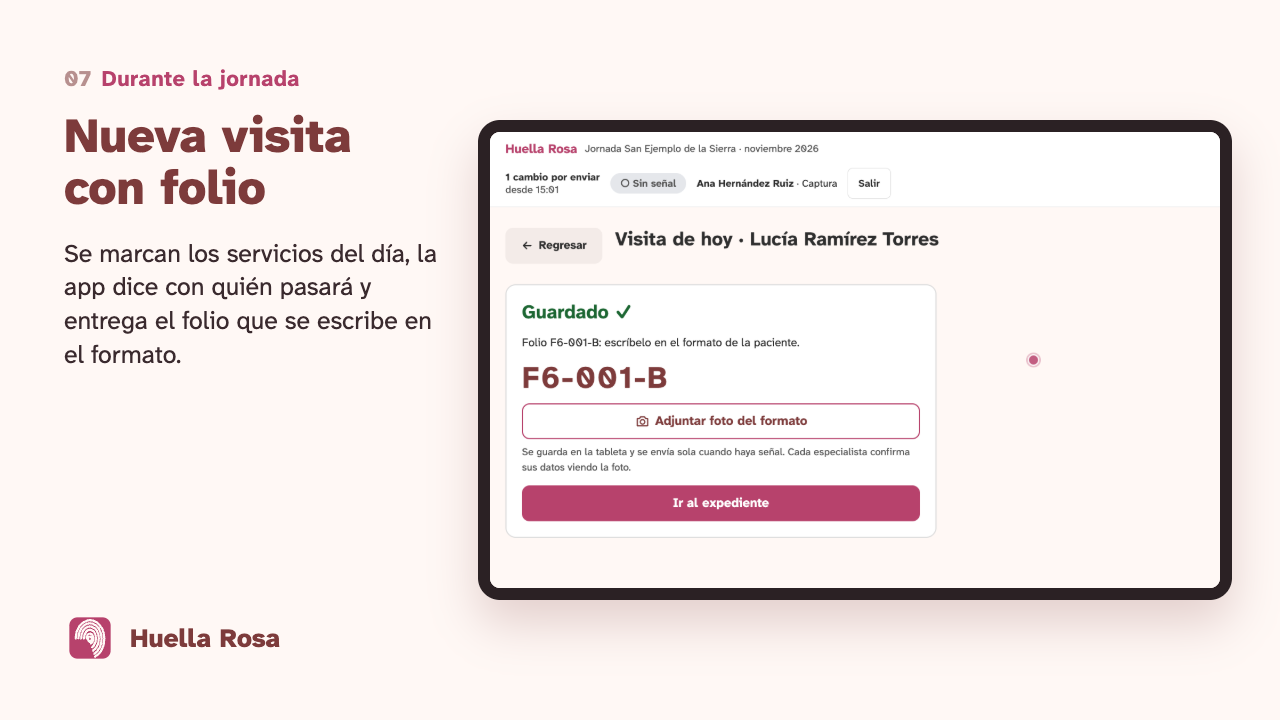 07 Durante la jornada
Nueva visita
con folio
Se marcan los servicios del día, la
app dice con quién pasará y
entrega el folio que se escribe en
el formato.
Huella Rosa
Huella Rosa Jornada San Ejemplo de la Sierra · noviembre 2026
1 cambio por enviar
desde 15:01
Sin señal
Ana Hernández Ruiz · Captura
Salir
← Regresar
Visita de hoy · Lucía Ramírez Torres
Guardado ✓
Folio F6-001-B: escríbelo en el formato de la paciente.
F6-001-B
Adjuntar foto del formato
Se guarda en la tableta y se envía sola cuando haya señal. Cada especialista confirma
sus datos viendo la foto.
Ir al expediente